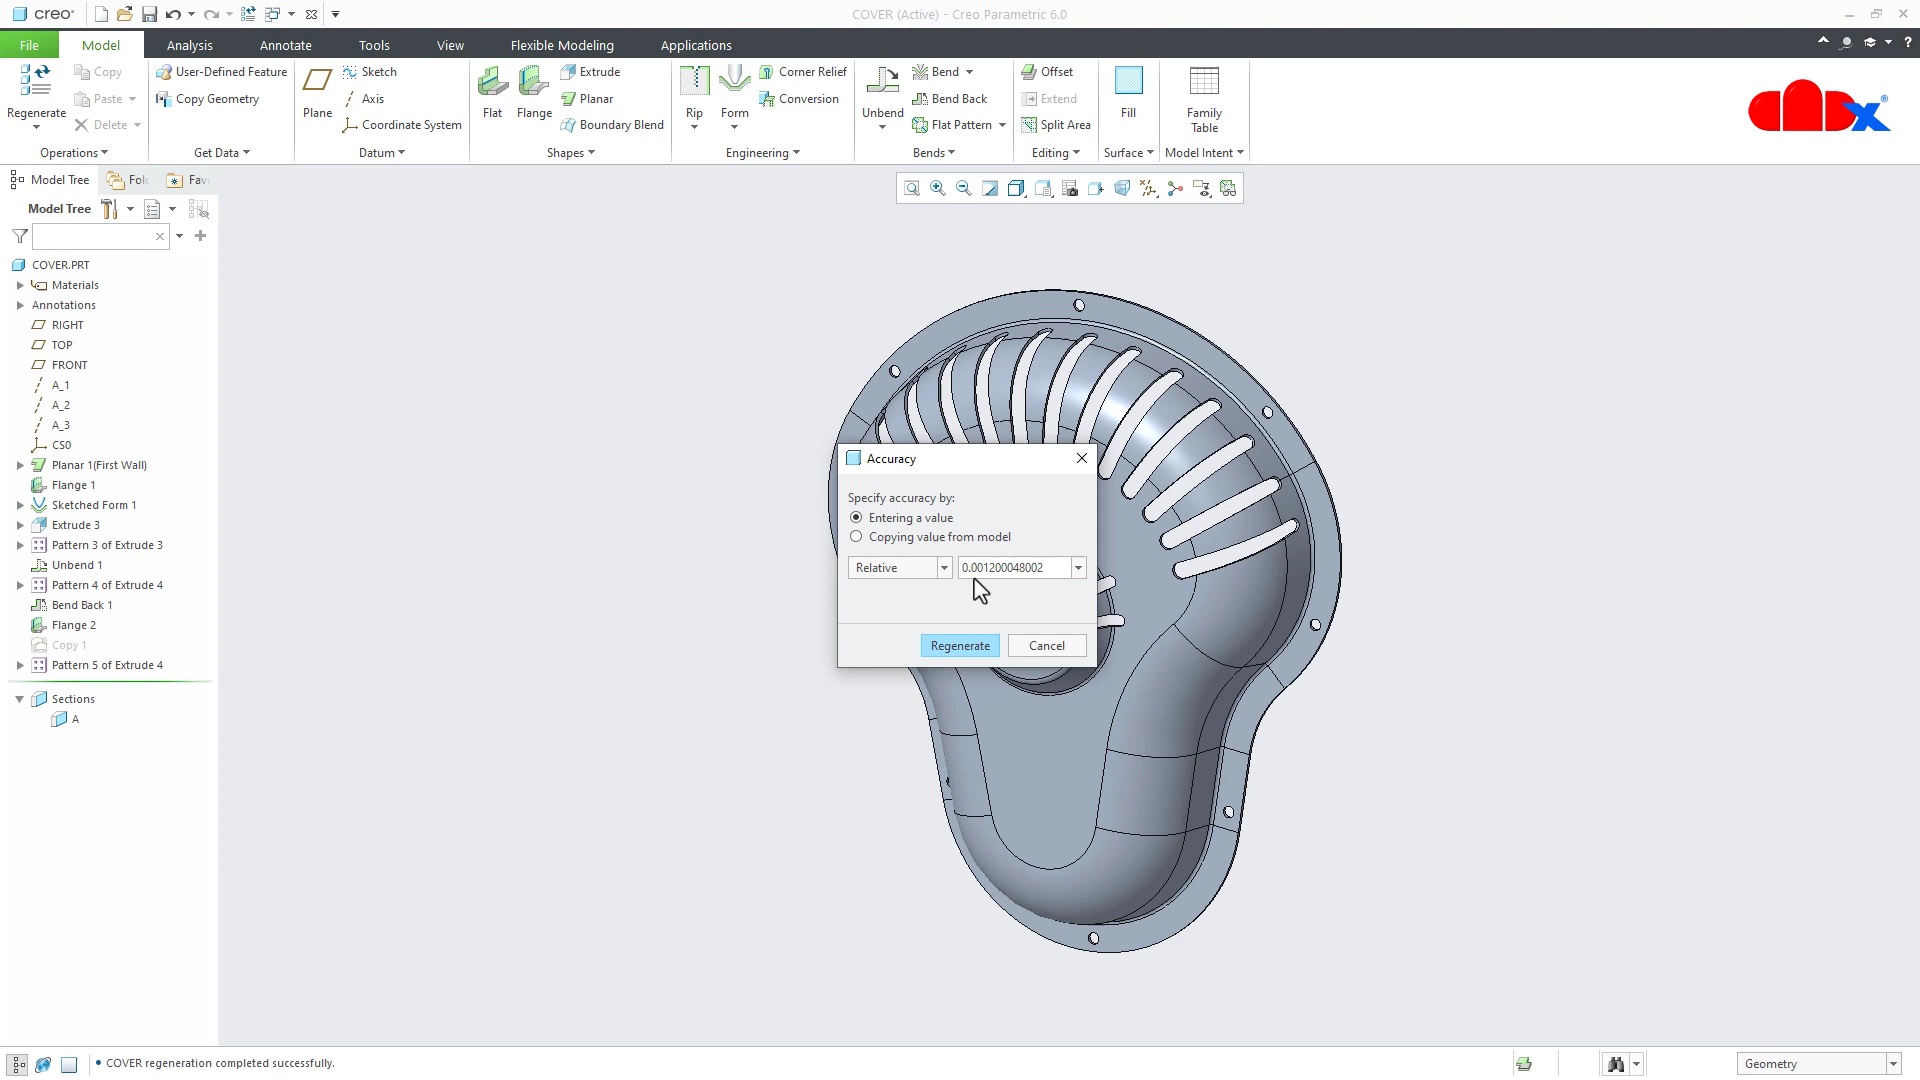 creo
COVER (Active) - Creo Parametric 6.0
File Model Analysis Annotate Tools View Flexible Modeling Applications
Regenerate
Copy
Paste
Delete
Operations
User-Defined Feature
Copy Geometry
Get Data
Plane
Sketch
Axis
Coordinate System
Datum
Flat
Flange
Extrude
Planar
Boundary Blend
Shapes
Rip
Form
Corner Relief
Conversion
Engineering
Unbend
Bend
Bend Back
Flat Pattern
Bends
Offset
Extend
Split Area
Editing
Fill
Surface
Family
Table
Model Intent
Model Tree
Fol
Fav
Model Tree
COVER.PRT
Materials
Annotations
RIGHT
TOP
FRONT
A_1
A_2
A_3
CS0
Planar 1(First Wall)
Flange 1
Sketched Form 1
Extrude 3
Pattern 3 of Extrude 3
Unbend 1
Pattern 4 of Extrude 4
Bend Back 1
Flange 2
Copy 1
Pattern 5 of Extrude 4
Sections
A
Accuracy
Specify accuracy by:
Entering a value
Copying value from model
Relative 0.001200048002
Regenerate Cancel
COVER regeneration completed successfully.
Geometry